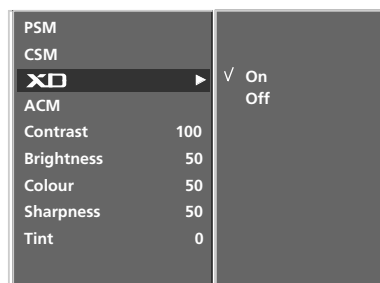 PSM
CSM
XD ►
ACM
Contrast 100
Brightness 50
Colour 50
Sharpness 50
Tint 0
√ On
Off